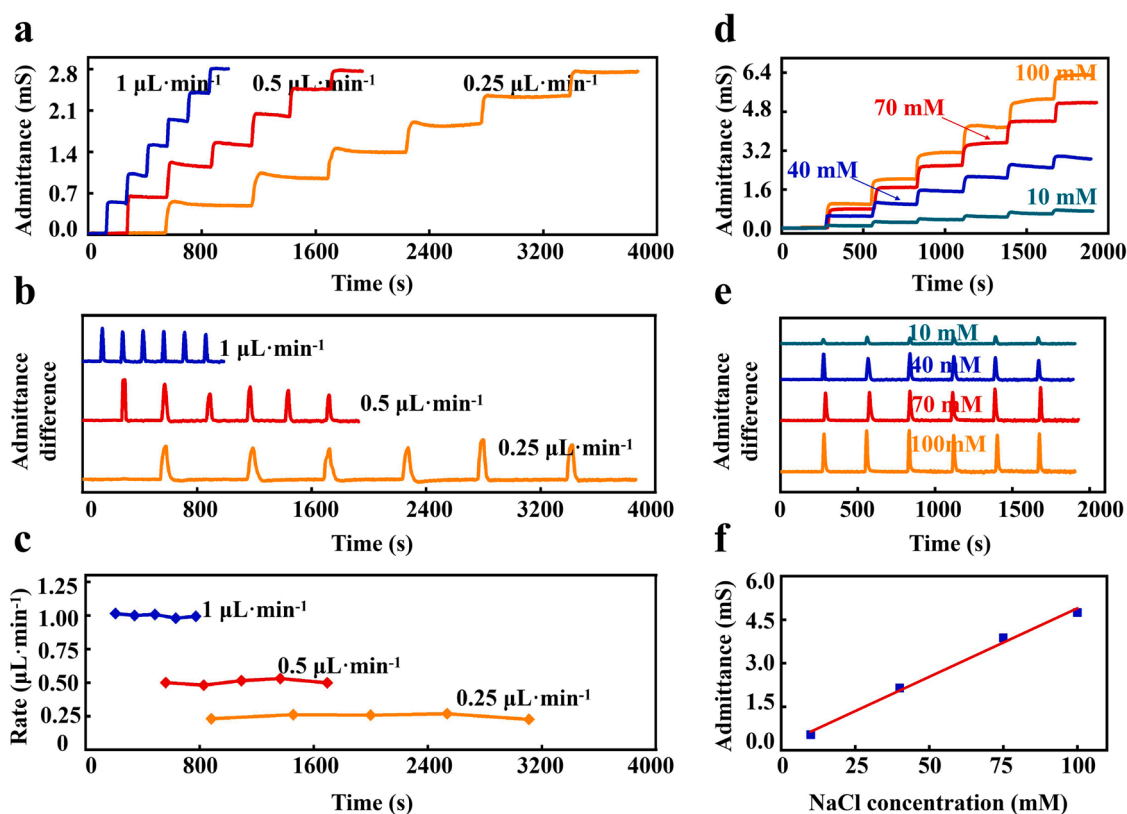 a
Admittance (mS)
2.8
2.1
1.4
0.7
0.0
1 μL·min-1
0.5 μL·min-1
0.25 μL·min-1
0 800 1600 2400 3200 4000
Time (s)
b
Admittance
difference
1 μL·min-1
0.5 μL·min-1
0.25 μL·min-1
0 800 1600 2400 3200 4000
Time (s)
c
Rate (μL·min-1)
1.25
1.00
0.50
0.25
0
1 μL·min-1
0.5 μL·min-1
0.25 μL·min-1
0 800 1600 2400 3200 4000
Time (s)
d
Admittance (mS)
6.4
4.8
3.2
1.6
0.0
100 mM
70 mM
40 mM
10 mM
0 500 1000 1500 2000
Time (s)
e
Admittance
difference
10 mM
40 mM
70 mM
100mM
0 500 1000 1500 2000
Time (s)
f
Admittance (mS)
6.0
4.5
3.0
1.5
0.0
0 25 50 75 100
NaCl concentration (mM)